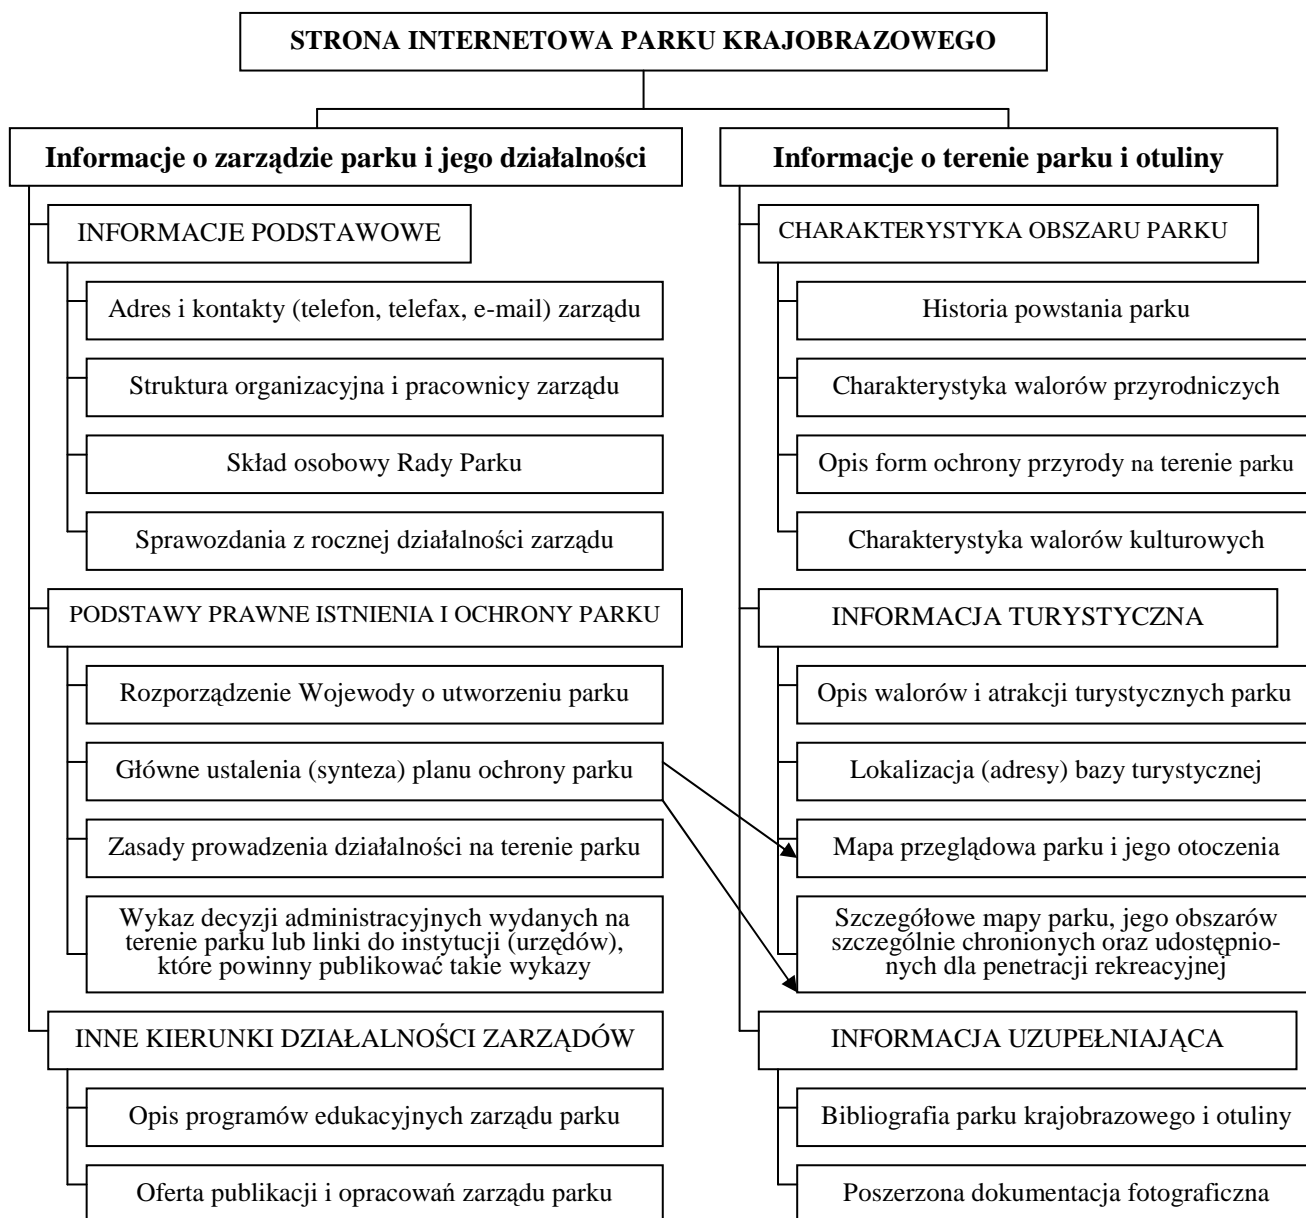 STRONA INTERNETOWA PARKU KRAJOBRAZOWEGO
Informacje o zarządzie parku i jego działalności
INFORMACJE PODSTAWOWE
Adres i kontakty (telefon, telefax, e-mail) zarządu
Struktura organizacyjna i pracownicy zarządu
Skład osobowy Rady Parku
Sprawozdania z rocznej działalności zarządu
PODSTAWY PRAWNE ISTNIENIA I OCHRONY PARKU
Rozporządzenie Wojewody o utworzeniu parku
Główne ustalenia (synteza) planu ochrony parku
Zasady prowadzenia działalności na terenie parku
Wykaz decyzji administracyjnych wydanych na
terenie parku lub linki do instytucji (urzędów),
które powinny publikować takie wykazy
INNE KIERUNKI DZIAŁALNOŚCI ZARZĄDÓW
Opis programów edukacyjnych zarządu parku
Oferta publikacji i opracowań zarządu parku
Informacje o terenie parku i otuliny
CHARAKTERYSTYKA OBSZARU PARKU
Historia powstania parku
Charakterystyka walorów przyrodniczych
Opis form ochrony przyrody na terenie parku
Charakterystyka walorów kulturowych
INFORMACJA TURYSTYCZNA
Opis walorów i atrakcji turystycznych parku
Lokalizacja (adresy) bazy turystycznej
Mapa przeglądowa parku i jego otoczenia
Szczegółowe mapy parku, jego obszarów
szczególnie chronionych oraz udostępnio-
nych dla penetracji rekreacyjnej
INFORMACJA UZUPEŁNIAJĄCA
Bibliografia parku krajobrazowego i otuliny
Poszerzona dokumentacja fotograficzna